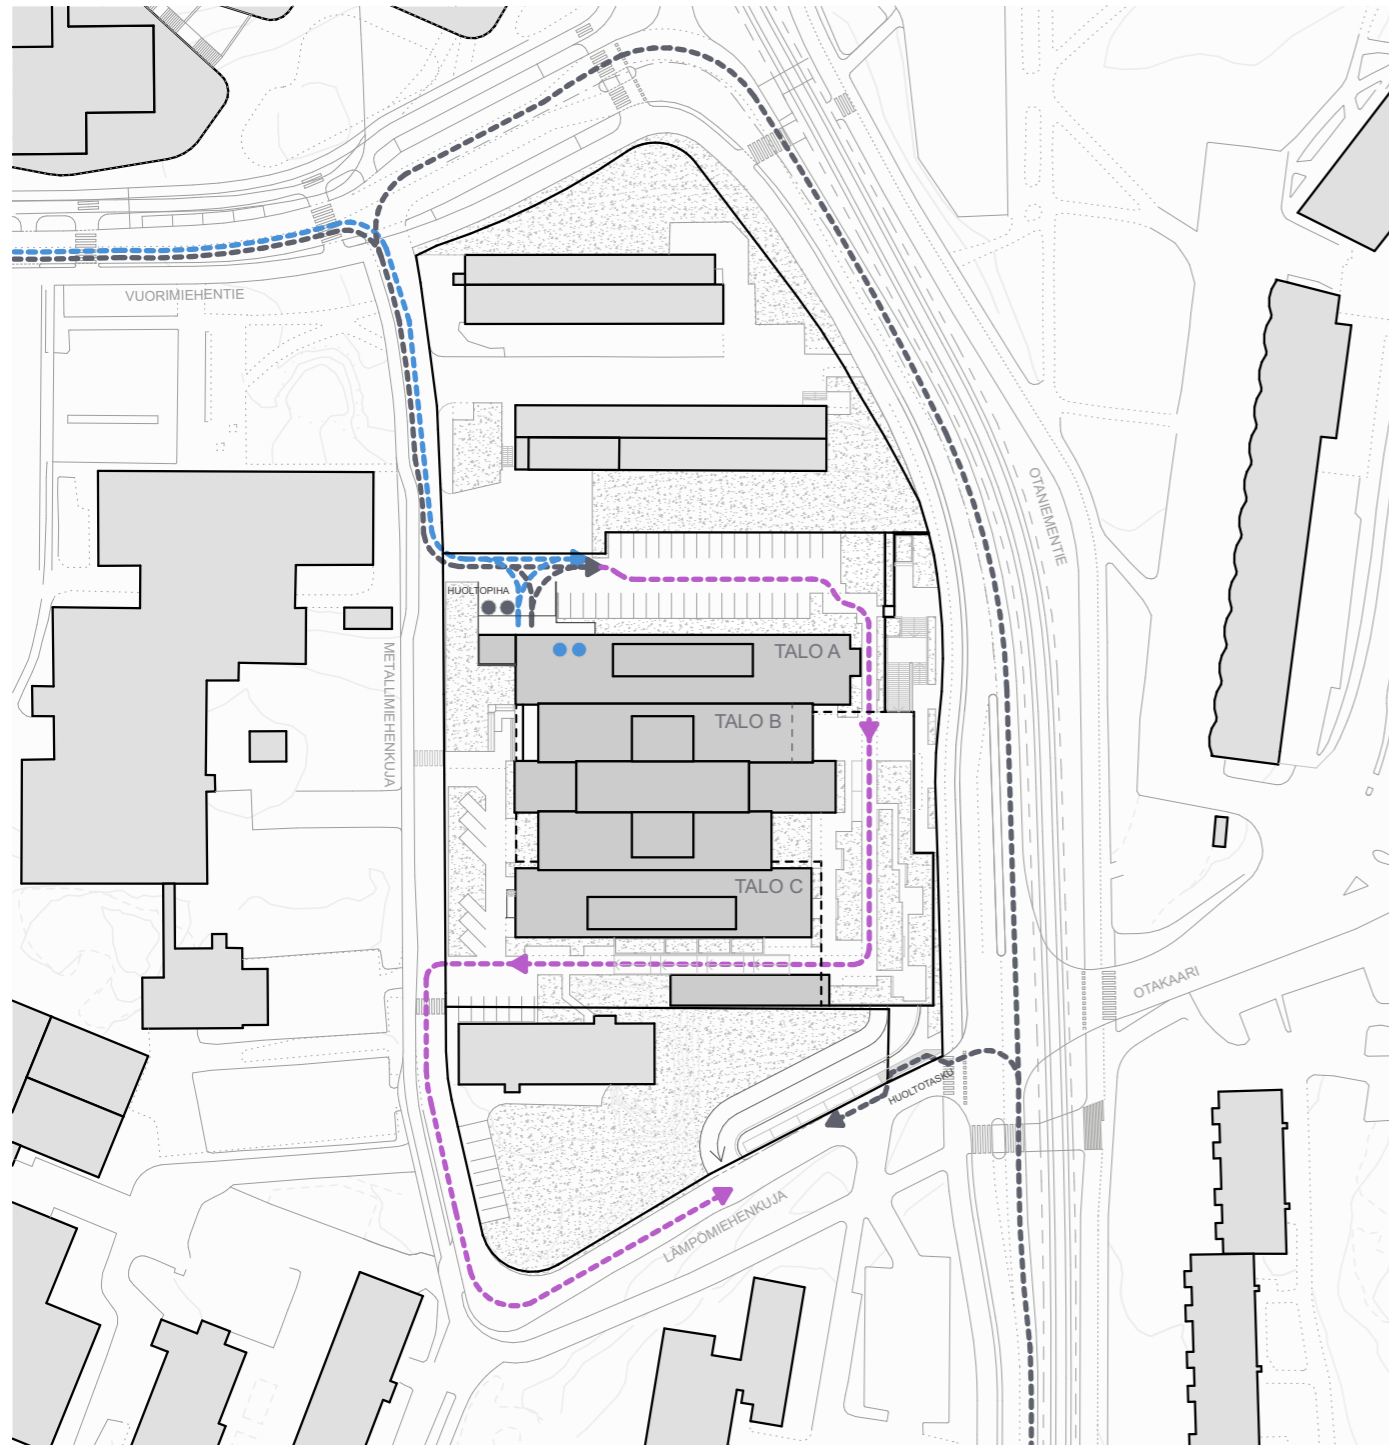 VUORIMIEHENTIE
OTANIEMENTIE
HUOLTOPIHA
TALO A
METALLIMIEHENKUJA
TALO B
TALO C
OTAKAARI
HUOLTOTASKU
LÄMPÖMIEHENKUJA